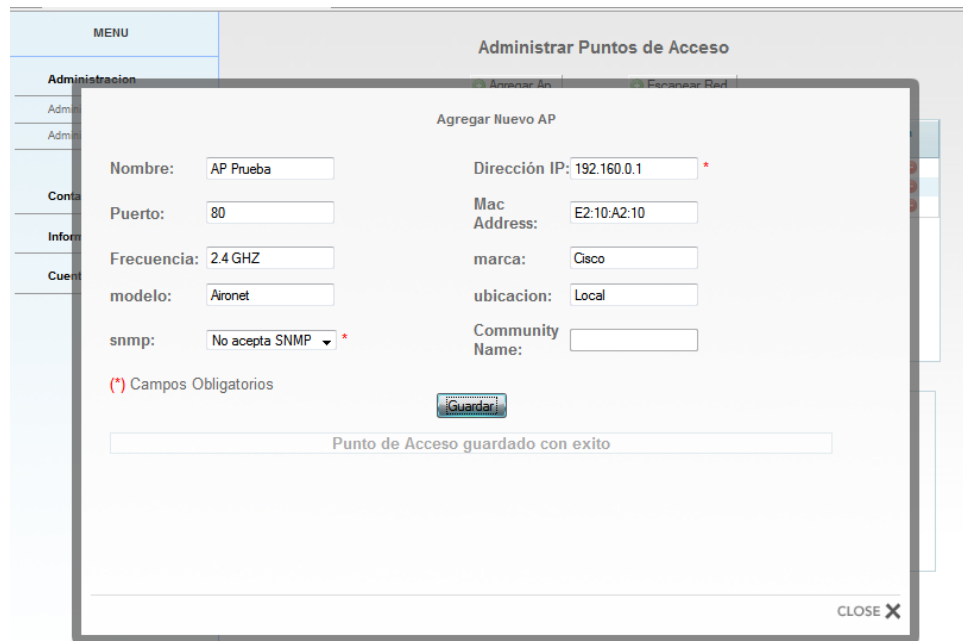 MENU
Administrar Puntos de Acceso
Administracion
Agregar Ap
Escanear Red
Agregar Nuevo AP
Nombre: AP Prueba Dirección IP: 192.160.0.1 *
Puerto: 80 Mac Address: E2:10:A2:10
Frecuencia: 2.4 GHZ marca: Cisco
modelo: Aironet ubicacion: Local
snmp: No acepta SNMP * Community Name:
(*) Campos Obligatorios
Guardar
Punto de Acceso guardado con exito
CLOSE